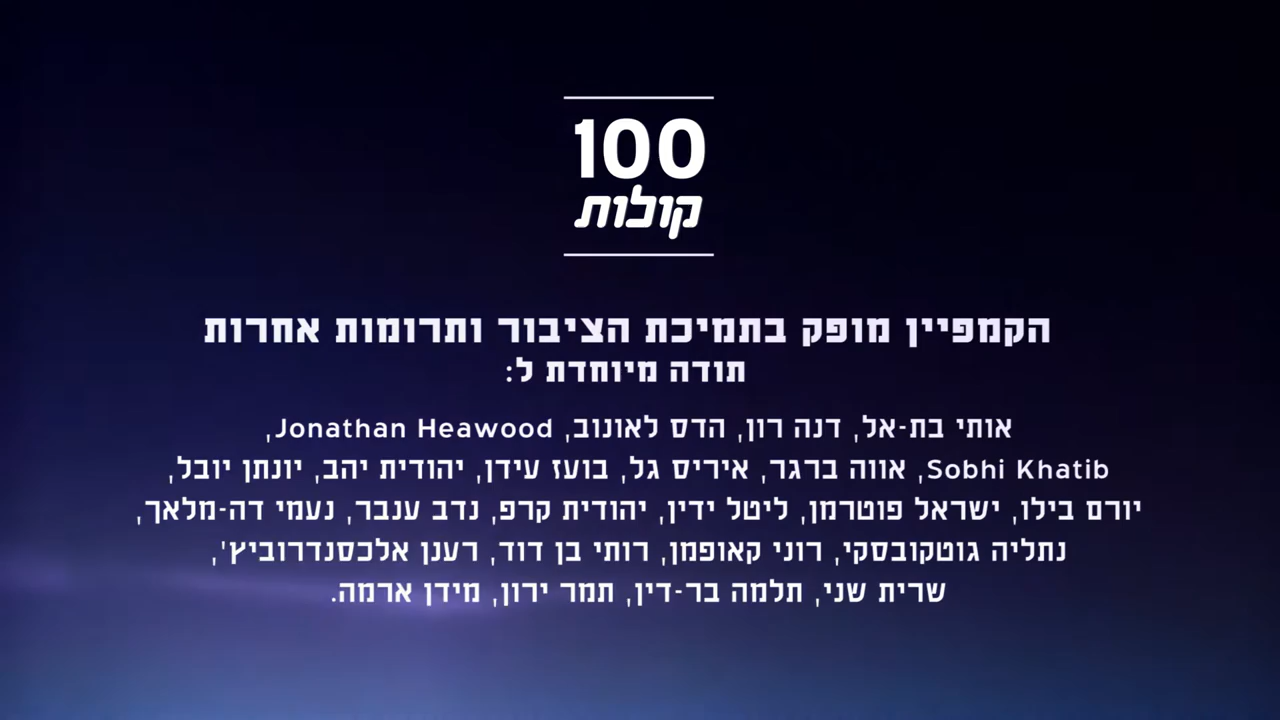 100
קולות
הקמפיין מופק בתמיכת הציבור ותרומות אחרות
תודה מיוחדת ל:
אותי בת-אל, דנה רון, הדס לאונוב, Jonathan Heawood,
Sobhi Khatib, אווה ברגר, איריס גל, בועז עידן, יהודית יהב, יונתן יובל,
יורם בילו, ישראל פוטרמן, ליטל ידין, יהודית קרפ, נדב ענבר, נעמי דה-מלאך,
נתליה גוטקובסקי, רוני קאופמן, רותי בן דוד, רענן אלכסנדרוביץ',
שרית שני, תלמה בר-דין, תמר ירון, מידן ארמה.